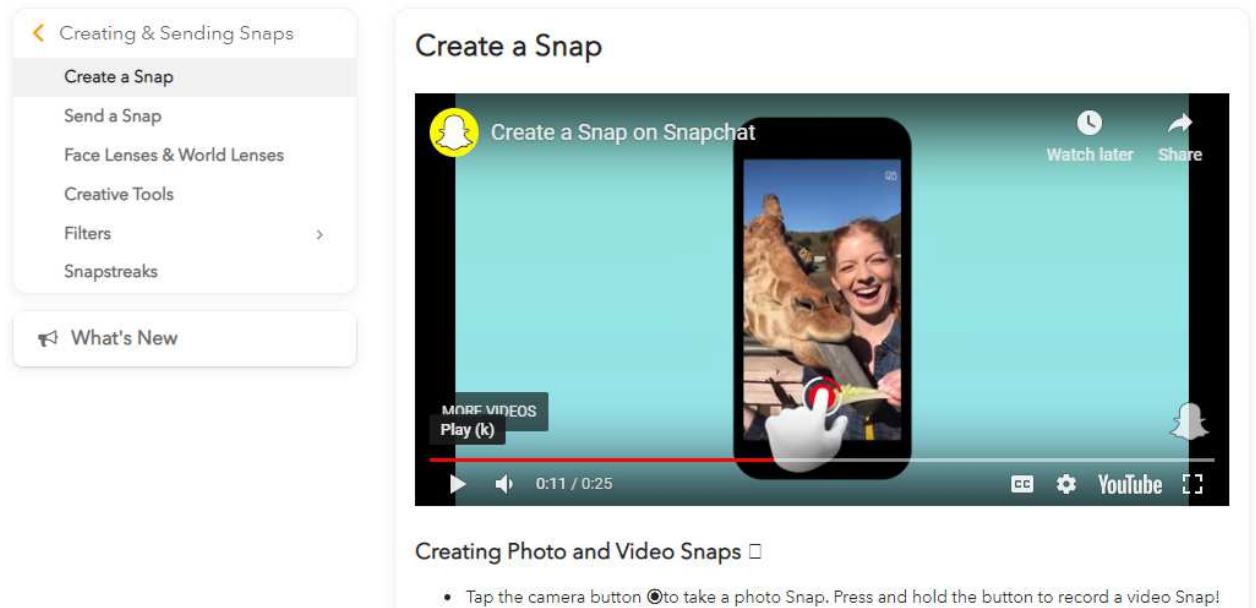 Creating & Sending Snaps
Create a Snap
Send a Snap
Face Lenses & World Lenses
Creative Tools
Filters
Snapstreaks
What's New
Create a Snap
Create a Snap on Snapchat
Watch later
Share
MORE VIDEOS
Play (k)
0:11 / 0:25
CC
YouTube
Creating Photo and Video Snaps
• Tap the camera button to take a photo Snap. Press and hold the button to record a video Snap!